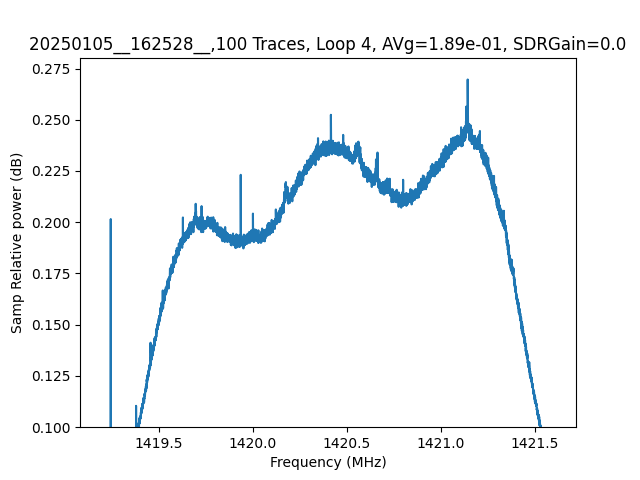 20250105__162528__,100 Traces, Loop 4, AVg=1.89e-01, SDRGain=0.0
0.275
0.250
0.225
0.200
0.175
0.150
0.125
0.100
Samp Relative power (dB)
1419.5 1420.0 1420.5 1421.0 1421.5
Frequency (MHz)